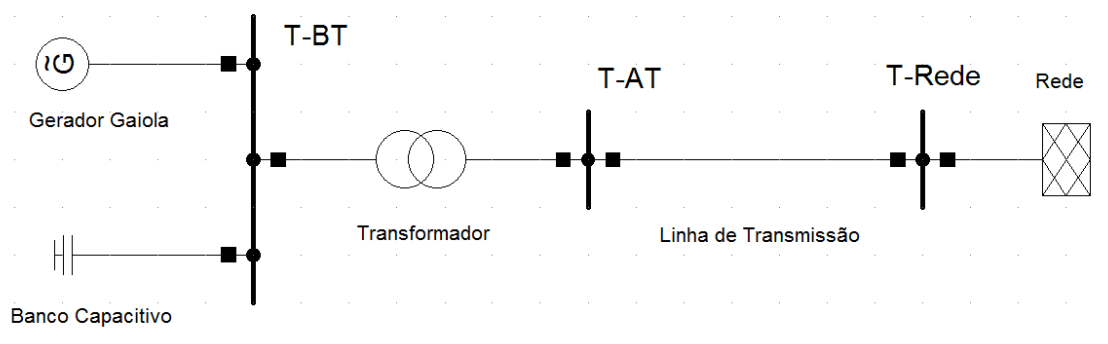 T-BT
G
~
Gerador Gaiola
T-AT
T-Rede
Rede
Transformador
Linha de Transmissão
Banco Capacitivo